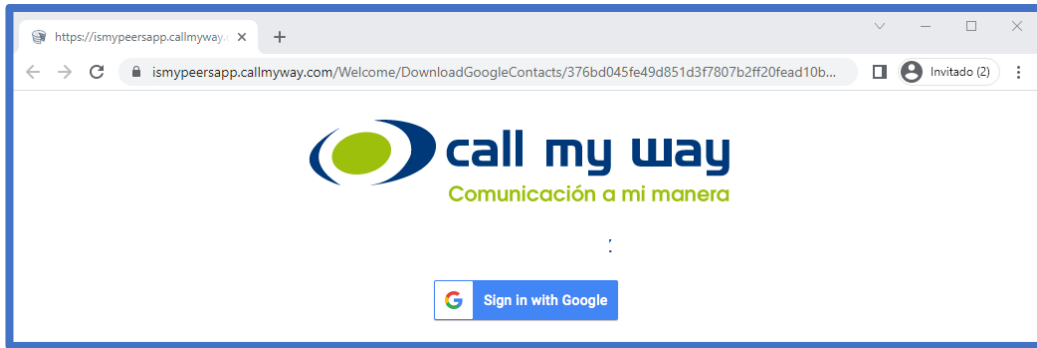 https://ismypeersapp.callmyway.
ismypeersapp.callmyway.com/Welcome/DownloadGoogleContacts/376bd045fe49d851d3f7807b2ff20fead10b...
Invitado (2)
call my way
Comunicación a mi manera
Sign in with Google